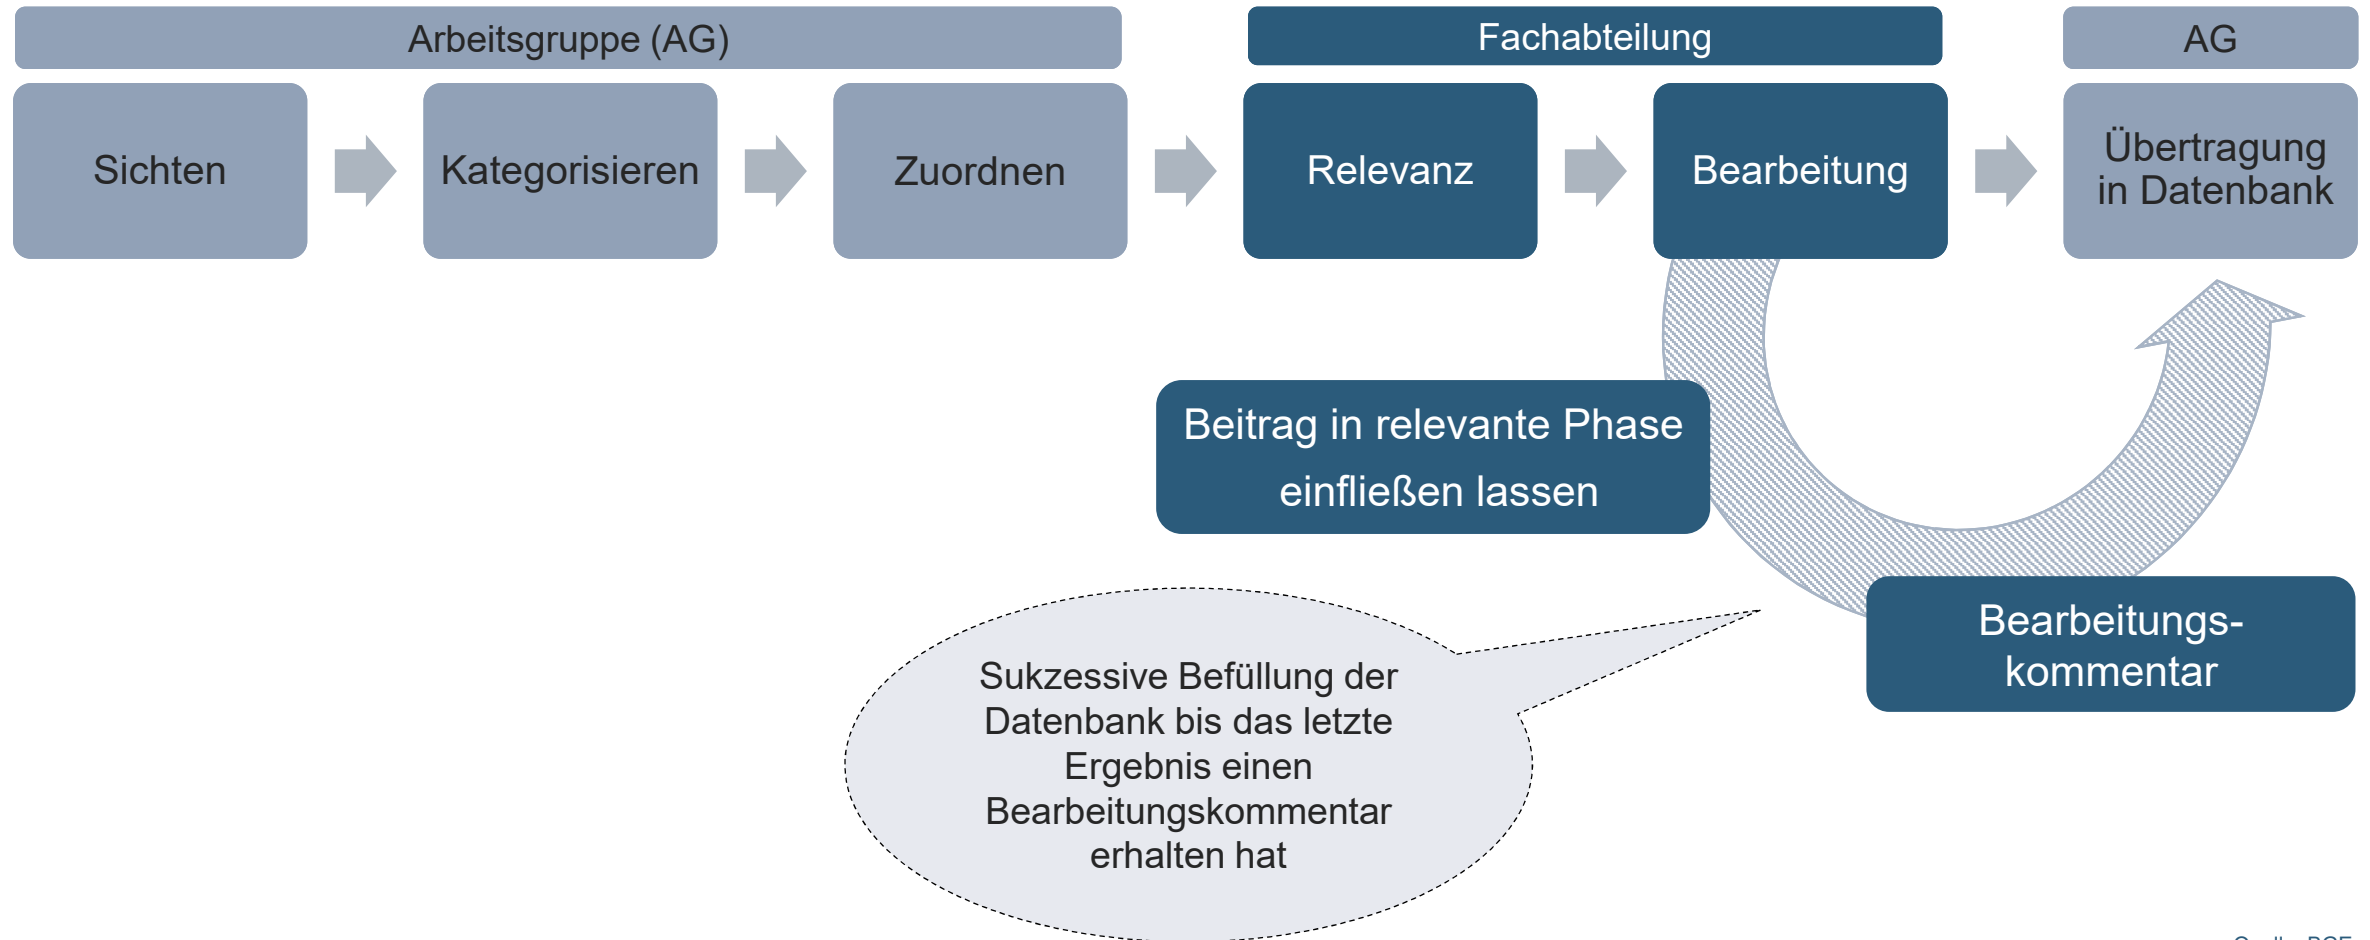 Arbeitsgruppe (AG)
Fachabteilung
AG
Sichten
Kategorisieren
Zuordnen
Relevanz
Bearbeitung
Übertragung
in Datenbank
Beitrag in relevante Phase
einfließen lassen
Bearbeitungs-
kommentar
Sukzessive Befüllung der
Datenbank bis das letzte
Ergebnis einen
Bearbeitungskommentar
erhalten hat